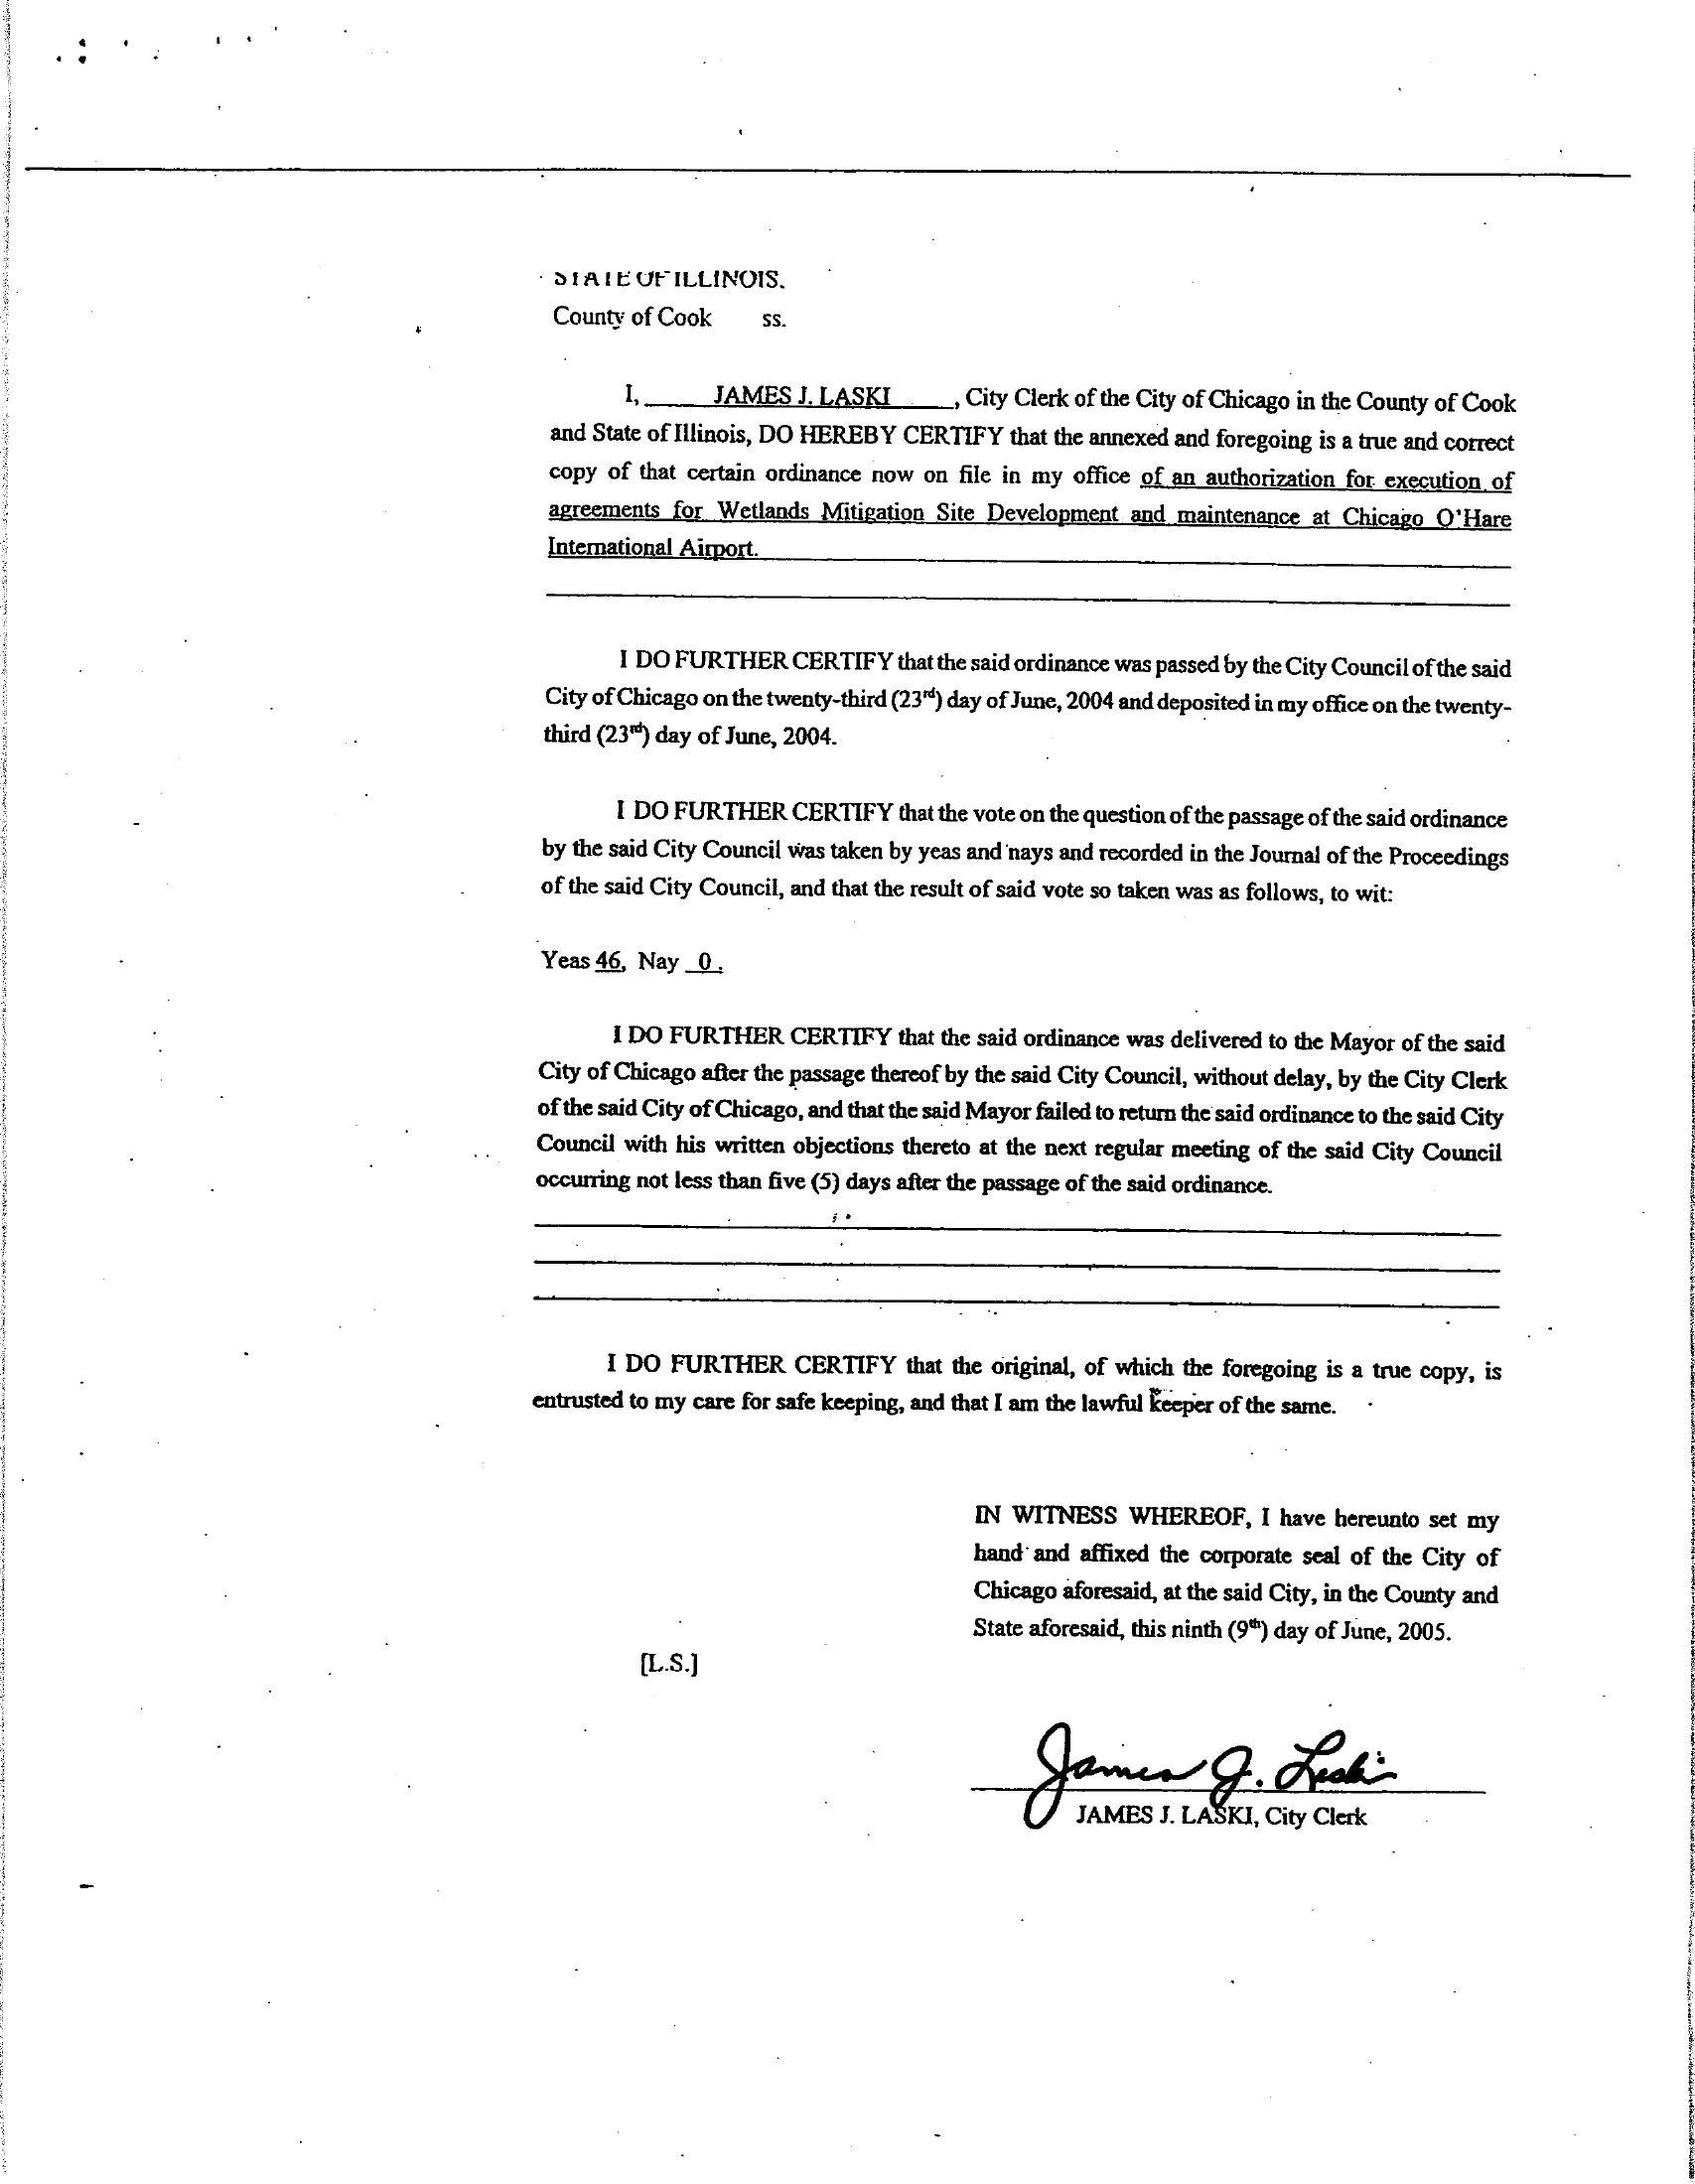 STATE OF ILLINOIS.
County of Cook ss.
I, JAMES J. LASKI, City Clerk of the City of Chicago in the County of Cook
and State of Illinois, DO HEREBY CERTIFY that the annexed and foregoing is a true and correct
copy of that certain ordinance now on file in my office of an authorization for execution of
agreements for Wetlands Mitigation Site Development and maintenance at Chicago O'Hare
International Airport.
I DO FURTHER CERTIFY that the said ordinance was passed by the City Council of the said
City of Chicago on the twenty-third (23rd) day of June, 2004 and deposited in my office on the twenty-
third (23rd) day of June, 2004.
I DO FURTHER CERTIFY that the vote on the question of the passage of the said ordinance
by the said City Council was taken by yeas and nays and recorded in the Journal of the Proceedings
of the said City Council, and that the result of said vote so taken was as follows, to wit:
Yeas 46, Nay 0.
I DO FURTHER CERTIFY that the said ordinance was delivered to the Mayor of the said
City of Chicago after the passage thereof by the said City Council, without delay, by the City Clerk
of the said City of Chicago, and that the said Mayor failed to return the said ordinance to the said City
Council with his written objections thereto at the next regular meeting of the said City Council
occurring not less than five (5) days after the passage of the said ordinance.
I DO FURTHER CERTIFY that the original, of which the foregoing is a true copy, is
entrusted to my care for safe keeping, and that I am the lawful keeper of the same.
IN WITNESS WHEREOF, I have hereunto set my
hand and affixed the corporate seal of the City of
Chicago aforesaid, at the said City, in the County and
State aforesaid, this ninth (9th) day of June, 2005.
[L.S.]
James J. Laski
JAMES J. LASKI, City Clerk